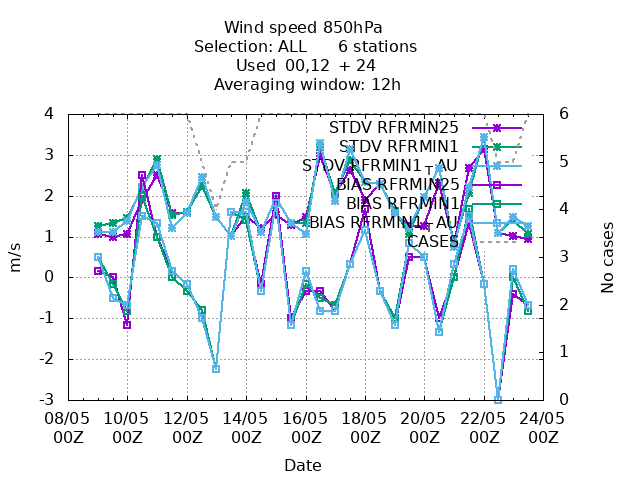 Wind speed 850hPa
Selection: ALL 6 stations
Used 00,12 + 24
Averaging window: 12h
4
3
2
1
0
-1
-2
-3
m/s
6
5
4
3
2
1
0
No cases
STDV RFRMIN25
STDV RFRMIN1
STDV RFRMIN1_TAU
BIAS RFRMIN25
BIAS RFRMIN1
BIAS RFRMIN1_TAU
CASES
08/05 10/05 12/05 14/05 16/05 18/05 20/05 22/05 24/05
00Z 00Z 00Z 00Z 00Z 00Z 00Z 00Z 00Z
Date